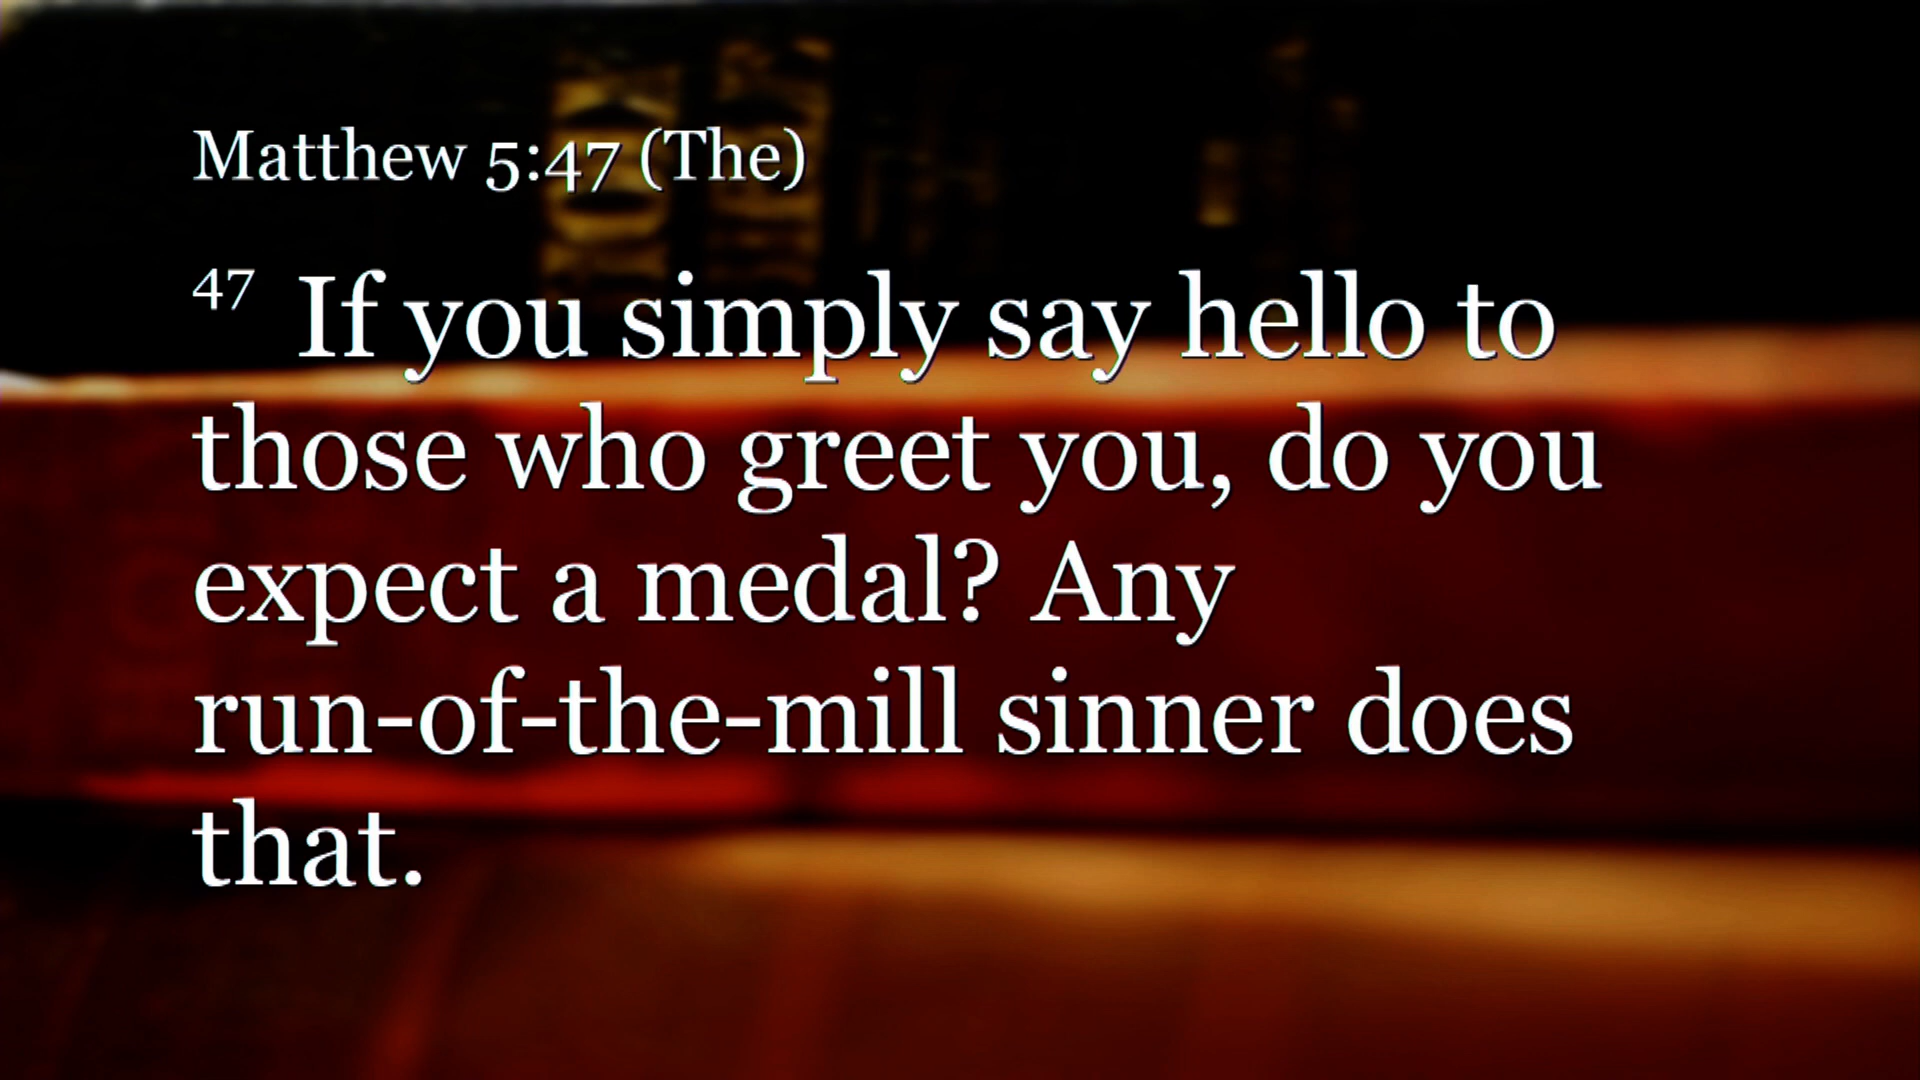 Matthew 5:47 (The)
47 If you simply say hello to
those who greet you, do you
expect a medal? Any
run-of-the-mill sinner does
that.